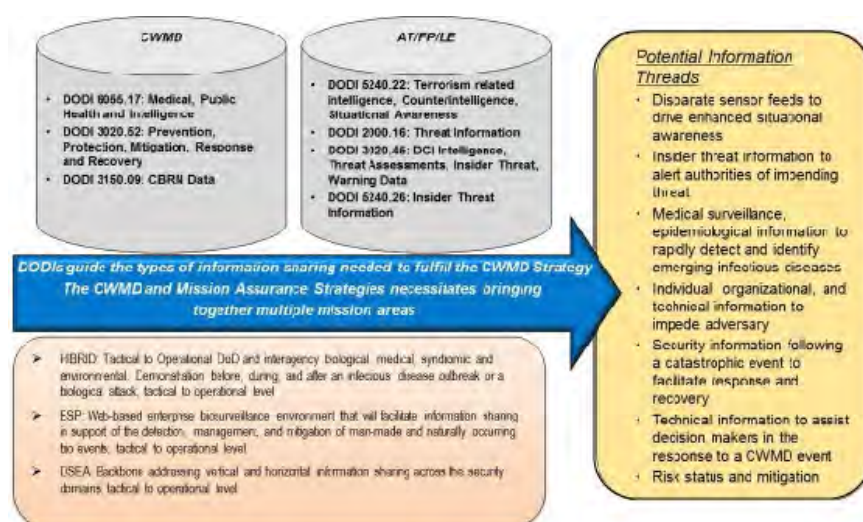 CWMD
DODI 6055.17: Medical, Public
Health and Intelligence
DODI 3020.52: Prevention,
Protection, Mitigation, Response
and Recovery
DODI 3150.09: CBRN Data
AT/FP/LE
DODI 5240.22: Terrorism related
intelligence, Counterintelligence,
Situational Awareness
DODI 2000.16: Threat Information
DODI 3020.45: DCI Intelligence,
Threat Assessments, Insider Threat,
Warning Data
DODI 5240.26: Insider Threat
Information
DODIs guide the types of information sharing needed to fulfill the CWMD Strategy
The CWMD and Mission Assurance Strategies necessitates bringing
together multiple mission areas
HIBRID: Tactical to Operational DoD and interagency biological, medical, syndromic and
environmental. Demonstration before, during, and after an infectious disease outbreak or a
biological attack, tactical to operational level
ESP: Web-based enterprise biosurveillance environment that will facilitate information sharing
in support of the detection, management, and mitigation of man-made and naturally occurring
bio events; tactical to operational level
DSEA: Backbone addressing vertical and horizontal information sharing across the security
domains, tactical to operational level
Potential Information
Threads
· Disparate sensor feeds to
drive enhanced situational
awareness
· Insider threat information to
alert authorities of impending
threat
· Medical surveillance,
epidemiological information to
rapidly detect and identify
emerging infectious diseases
· Individual organizational, and
technical information to
impede adversary
· Security information following
a catastrophic event to
facilitate response and
recovery
· Technical information to assist
decision makers in the
response to a CWMD event
· Risk status and mitigation